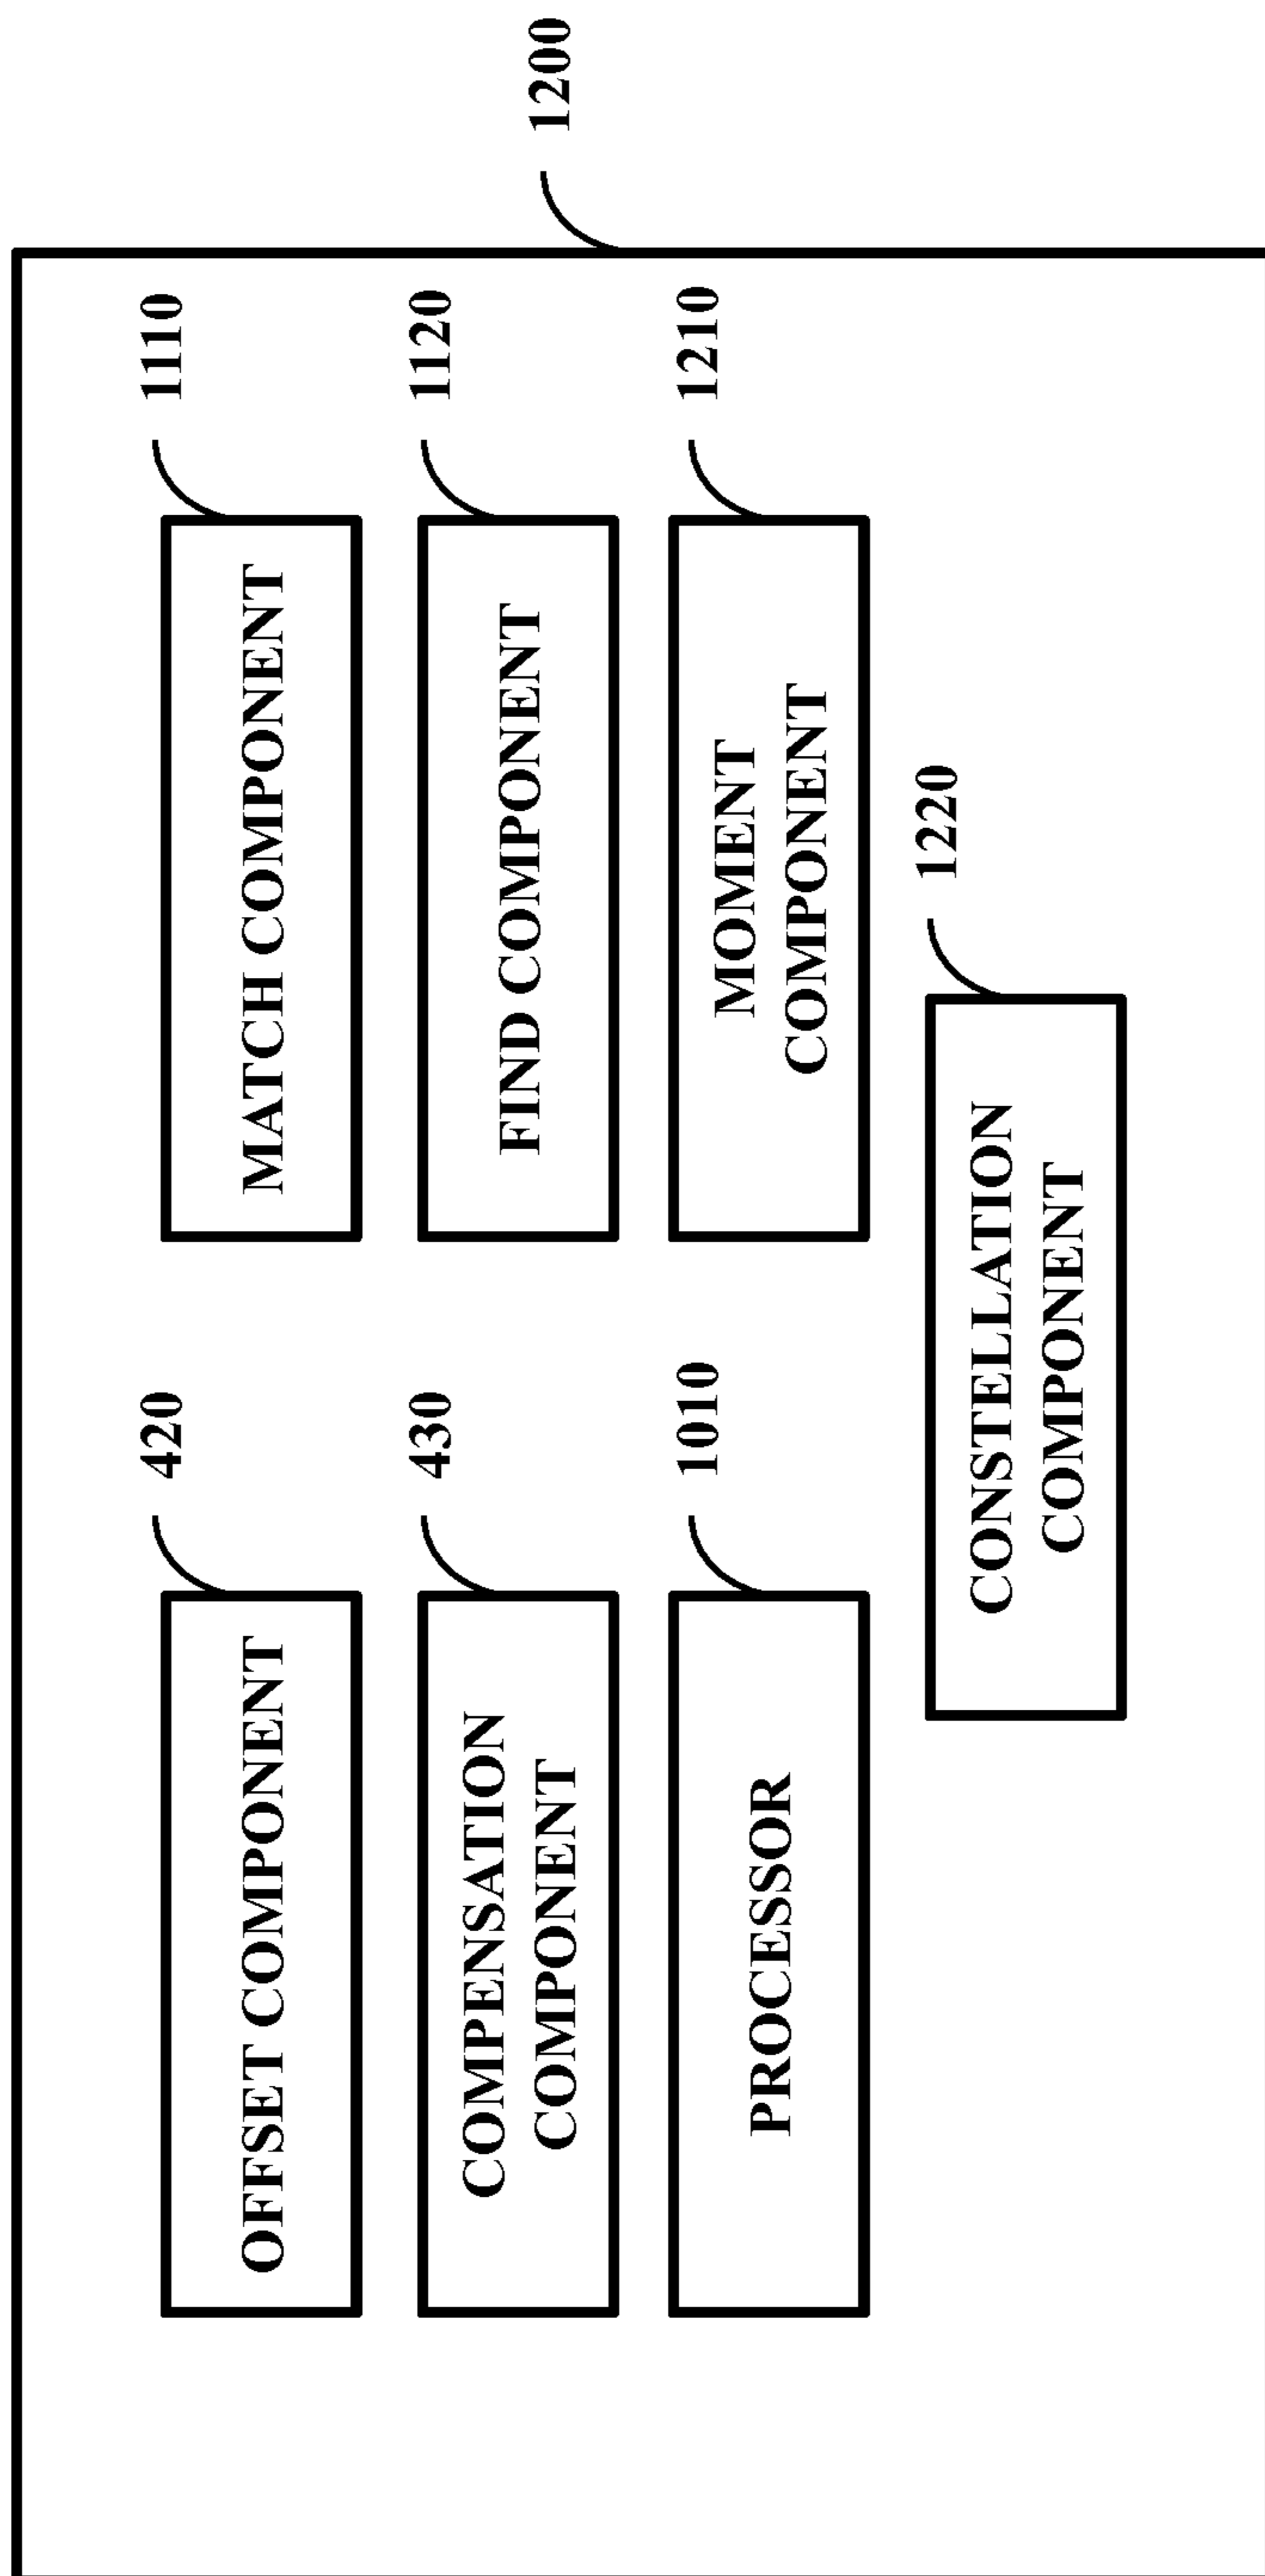 1200
420
OFFSET COMPONENT
1110
MATCH COMPONENT
430
COMPENSATION
COMPONENT
1120
FIND COMPONENT
1010
PROCESSOR
1210
MOMENT
COMPONENT
1220
CONSTELLATION
COMPONENT